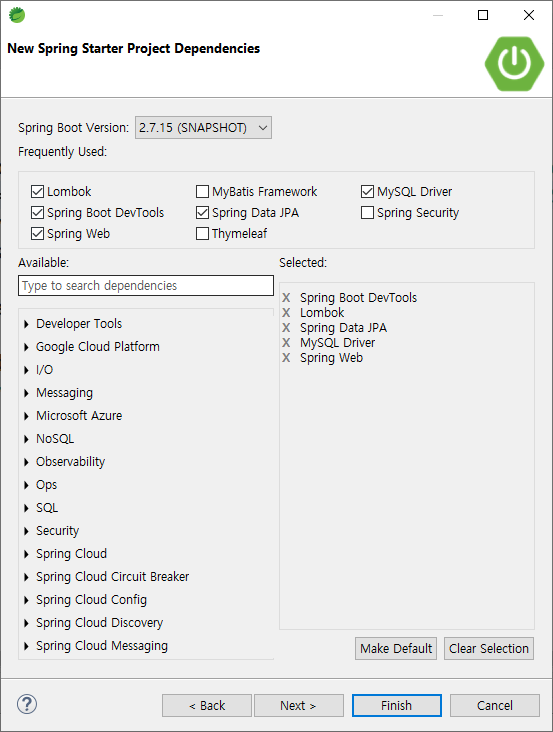 New Spring Starter Project Dependencies
Spring Boot Version: 2.7.15 (SNAPSHOT)
Frequently Used:
Lombok MyBatis Framework MySQL Driver
Spring Boot DevTools Spring Data JPA Spring Security
Spring Web Thymeleaf
Available: Selected:
Type to search dependencies
X Spring Boot DevTools
X Lombok
X Spring Data JPA
X MySQL Driver
X Spring Web
Developer Tools
Google Cloud Platform
I/O
Messaging
Microsoft Azure
NoSQL
Observability
Ops
SQL
Security
Spring Cloud
Spring Cloud Circuit Breaker
Spring Cloud Config
Spring Cloud Discovery
Spring Cloud Messaging
Make Default Clear Selection
? < Back Next > Finish Cancel